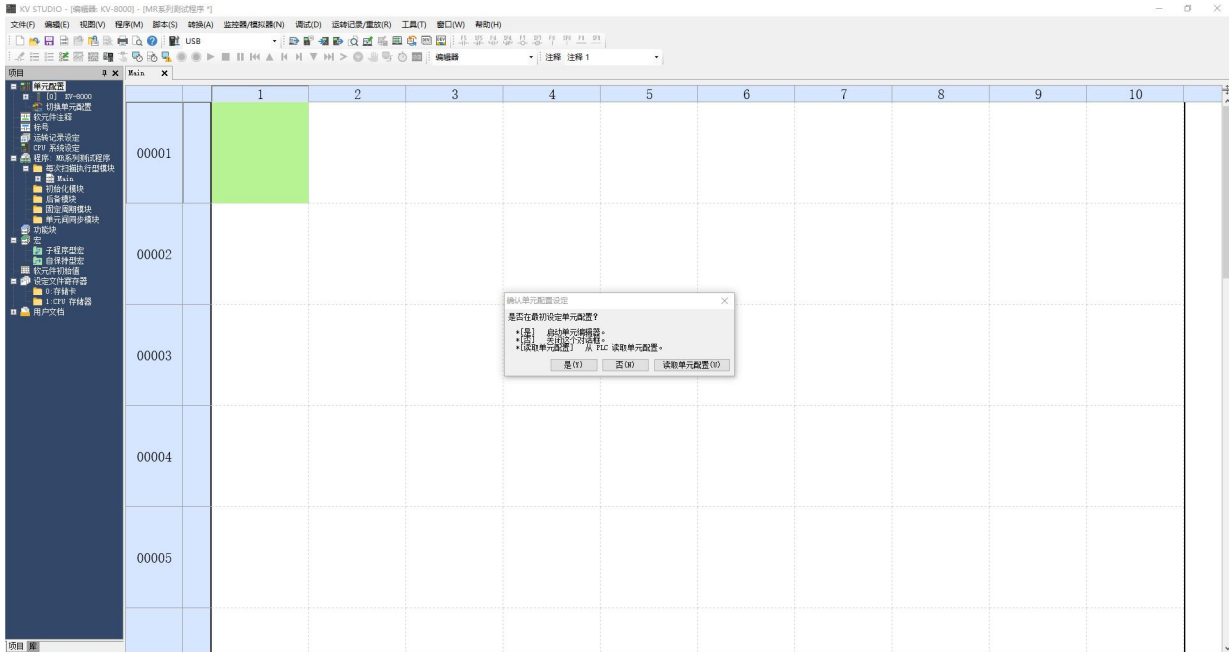 KV STUDIO - [编辑器: KV-8000] - [MR系列测试程序 *]
文件(F) 编辑(E) 视图(V) 程序(M) 脚本(S) 转换(A) 监控器/模拟器(N) 调试(D) 运转记录/重放(R) 工具(T) 窗口(W) 帮助(H)
USB
编辑器 注释 注释 1
项目
Main
单元配置
[0] KV-8000
切换单元配置
软元件注释
标号
运转记录设定
CPU 系统设定
程序: MR系列测试程序
每次扫描执行型模块
Main
初始化模块
后备模块
固定周期模块
单元间同步模块
功能块
宏
子程序型宏
自保持型宏
软元件初始值
设定文件寄存器
0:存储卡
1:CPU 存储器
用户文档
1 2 3 4 5 6 7 8 9 10
00001
00002
00003
00004
00005
确认单元配置设定
是否在最初设定单元配置?
*[是] 启动单元编辑器。
*[否] 关闭这个对话框。
*[读取单元配置] 从 PLC 读取单元配置。
是(Y) 否(N) 读取单元配置(U)
项目 库